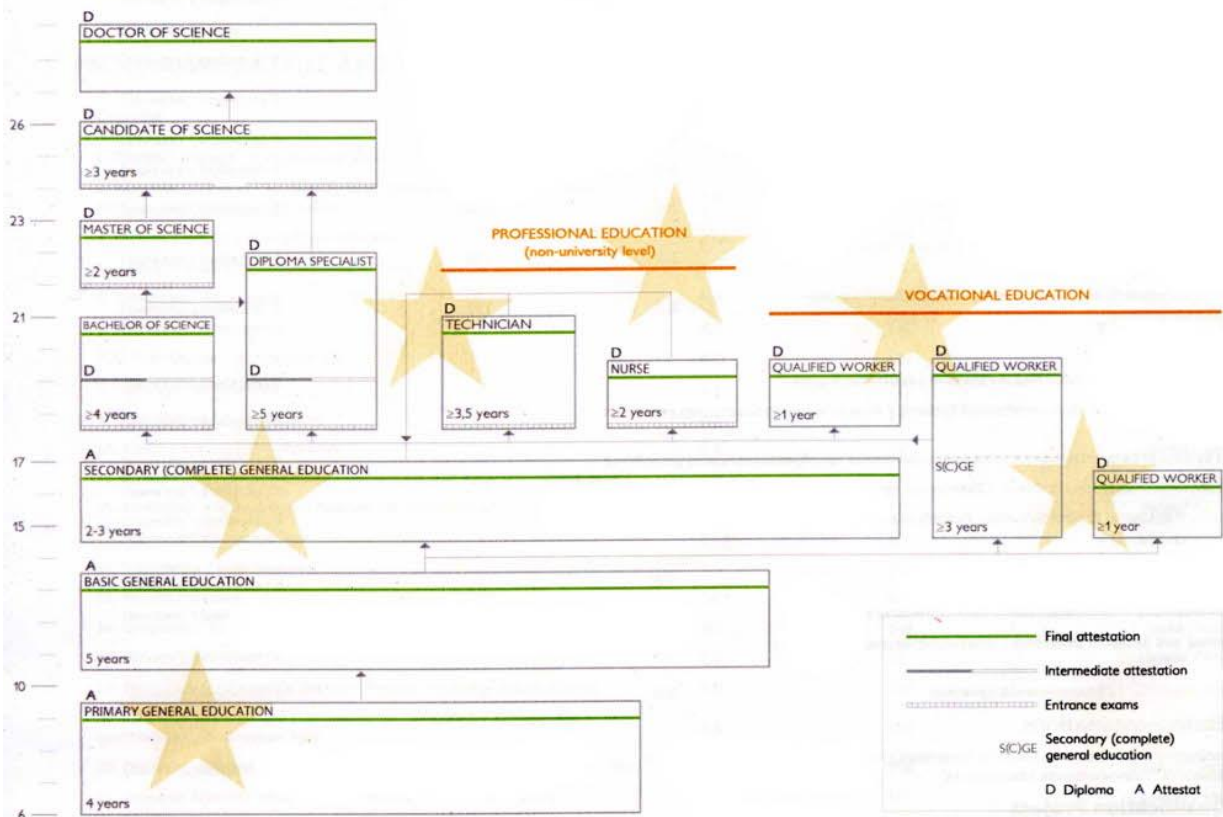 D
DOCTOR OF SCIENCE
26
D
CANDIDATE OF SCIENCE
≥3 years
23
D
MASTER OF SCIENCE
≥2 years
D
DIPLOMA SPECIALIST
PROFESSIONAL EDUCATION
(non-university level)
VOCATIONAL EDUCATION
21
BACHELOR OF SCIENCE
D
≥4 years
D
≥5 years
D
TECHNICIAN
≥3,5 years
D
NURSE
≥2 years
D
QUALIFIED WORKER
≥1 year
D
QUALIFIED WORKER
S(C)GE
≥3 years
17
A
SECONDARY (COMPLETE) GENERAL EDUCATION
2-3 years
D
QUALIFIED WORKER
≥1 year
15
A
BASIC GENERAL EDUCATION
5 years
10
A
PRIMARY GENERAL EDUCATION
4 years
6
Final attestation
Intermediate attestation
Entrance exams
S(C)GE Secondary (complete)
general education
D Diploma A Attestat